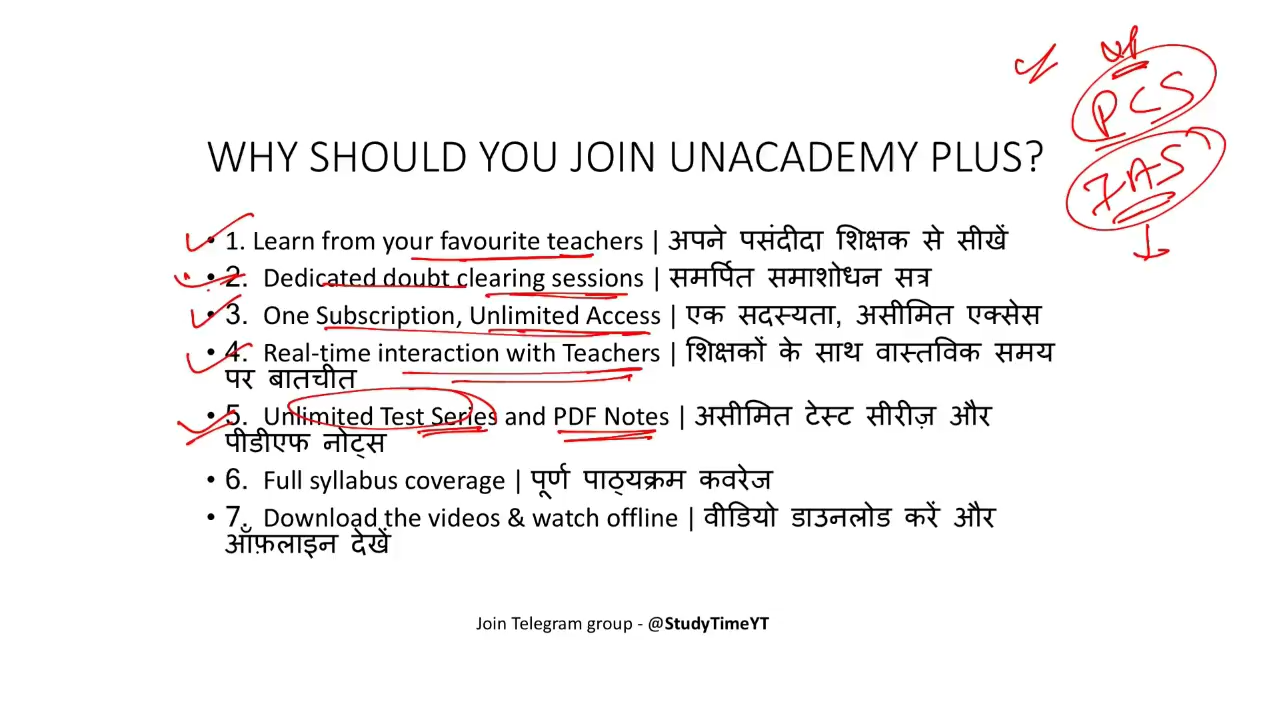 UP
PCS
IAS
WHY SHOULD YOU JOIN UNACADEMY PLUS?
• 1. Learn from your favourite teachers | अपने पसंदीदा शिक्षक से सीखें
• 2. Dedicated doubt clearing sessions | समर्पित समाशोधन सत्र
• 3. One Subscription, Unlimited Access | एक सदस्यता, असीमित एक्सेस
• 4. Real-time interaction with Teachers | शिक्षकों के साथ वास्तविक समय
पर बातचीत
• 5. Unlimited Test Series and PDF Notes | असीमित टेस्ट सीरीज़ और
पीडीएफ नोट्स
• 6. Full syllabus coverage | पूर्ण पाठ्यक्रम कवरेज
• 7. Download the videos & watch offline | वीडियो डाउनलोड करें और
ऑफ़लाइन देखें
Join Telegram group - @StudyTimeYT